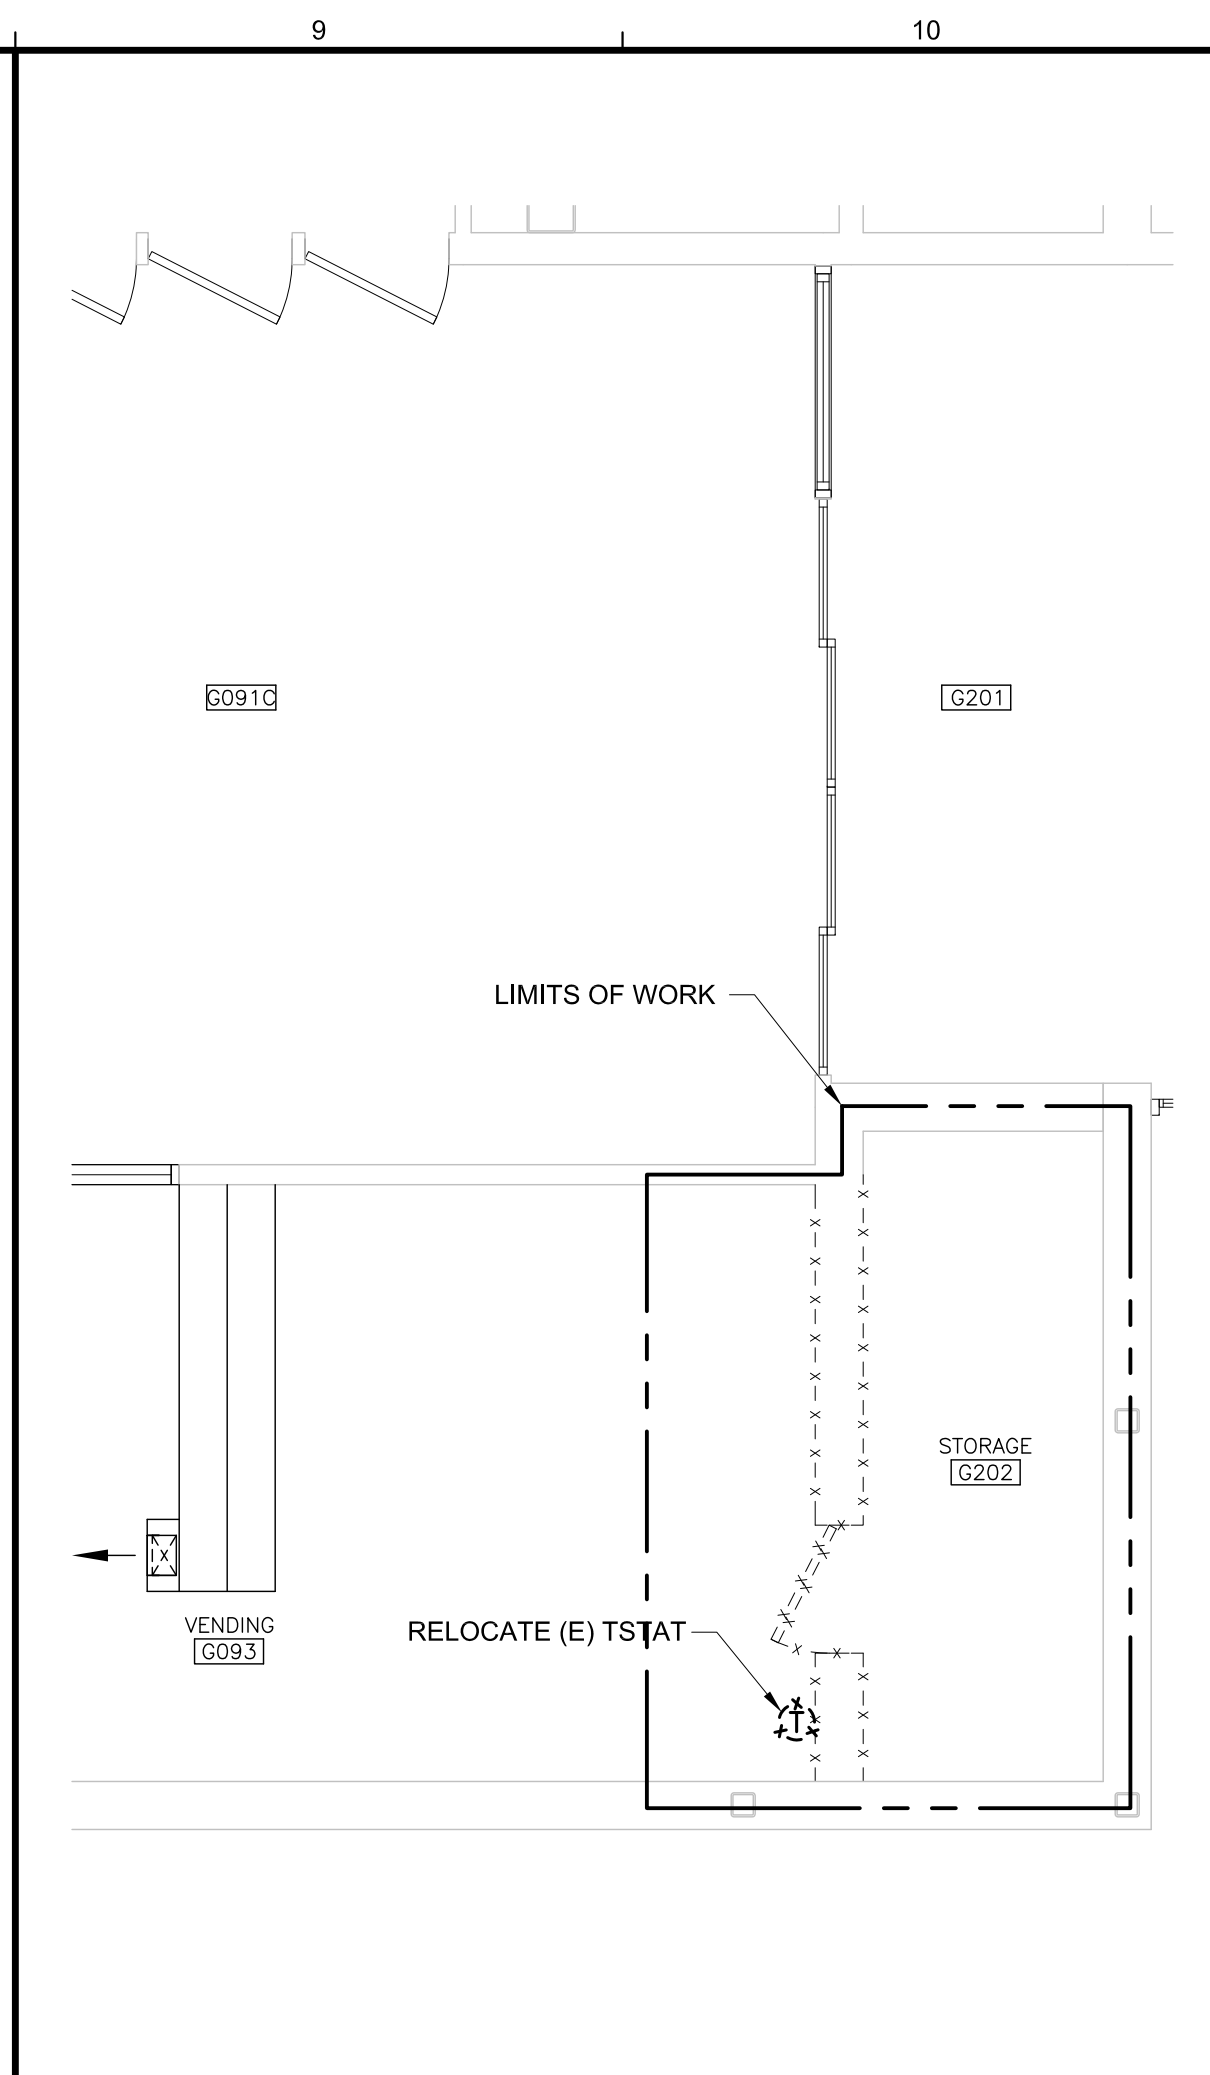 9
10
G091C
G201
LIMITS OF WORK
STORAGE
G202
VENDING
G093
RELOCATE (E) TSTAT
T